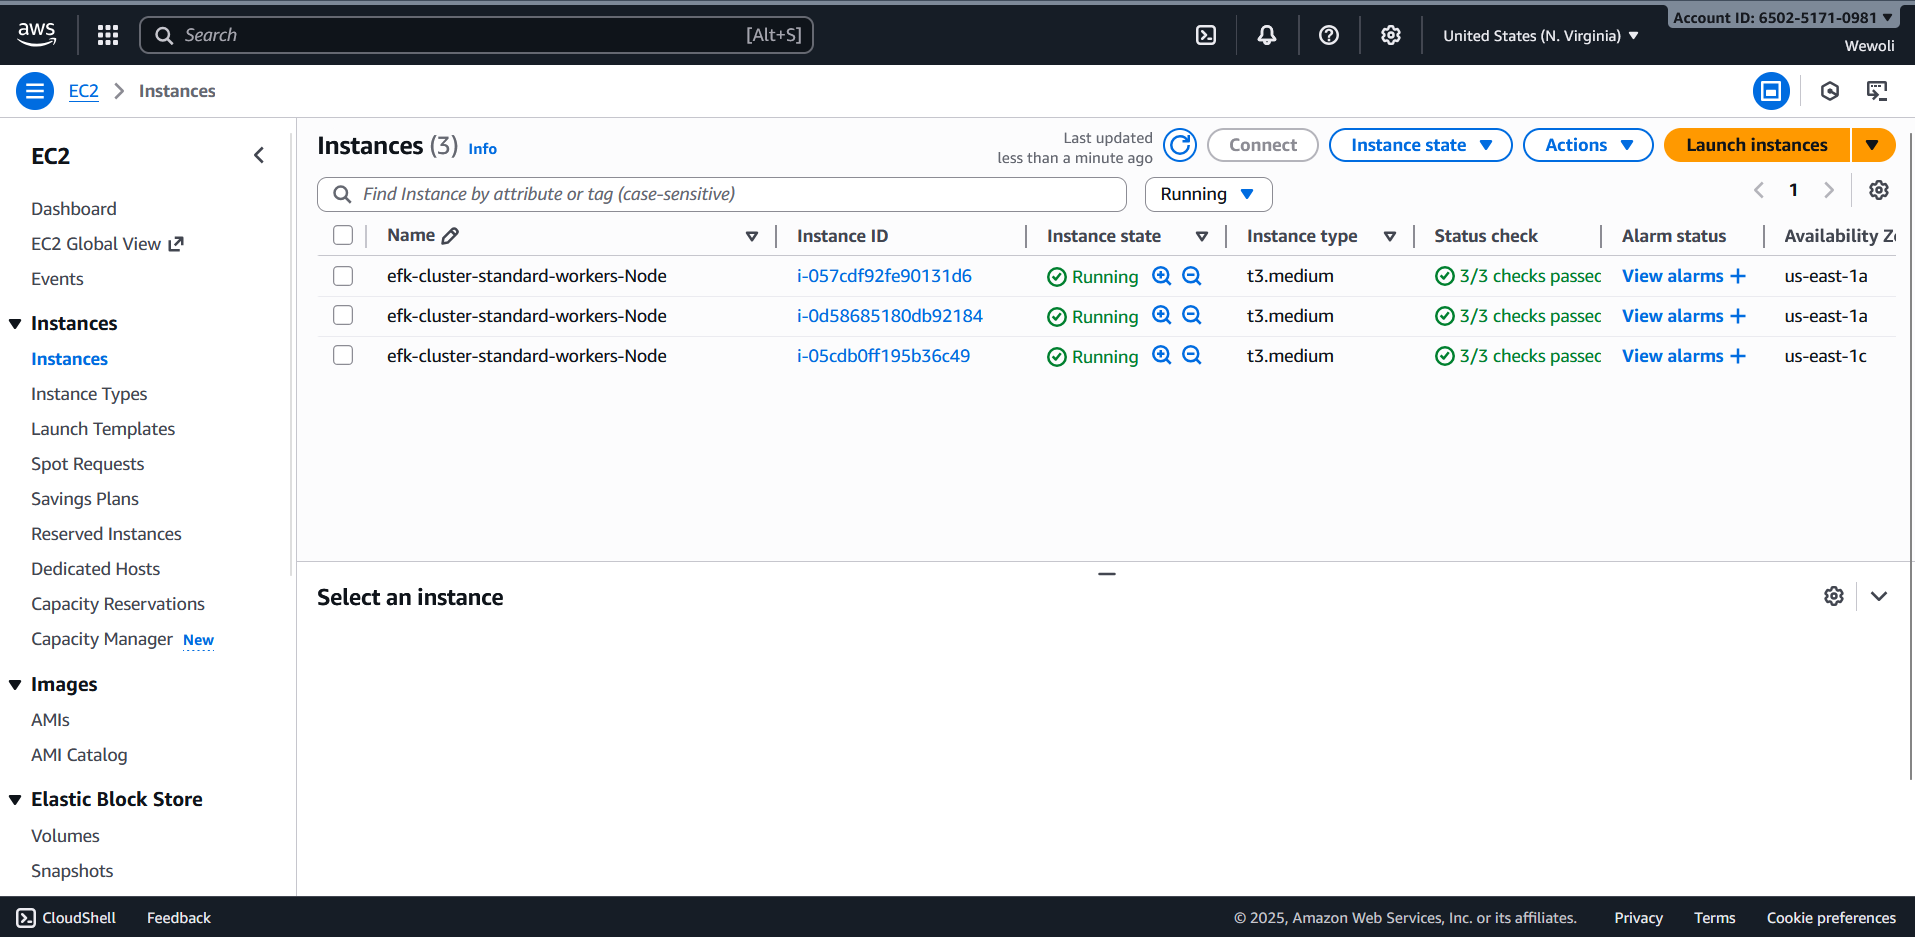 aws
Search [Alt+S]
United States (N. Virginia)
Account ID: 6502-5171-0981
Wewoli
EC2 Instances
EC2
Dashboard
EC2 Global View
Events
Instances
Instances
Instance Types
Launch Templates
Spot Requests
Savings Plans
Reserved Instances
Dedicated Hosts
Capacity Reservations
Capacity Manager New
Images
AMIs
AMI Catalog
Elastic Block Store
Volumes
Snapshots
Instances (3) Info
Last updated
less than a minute ago
Connect Instance state Actions Launch instances
Find Instance by attribute or tag (case-sensitive) Running 1
Name Instance ID Instance state Instance type Status check Alarm status Availability Zo
efk-cluster-standard-workers-Node i-057cdf92fe90131d6 Running t3.medium 3/3 checks passed View alarms + us-east-1a
efk-cluster-standard-workers-Node i-0d58685180db92184 Running t3.medium 3/3 checks passed View alarms + us-east-1a
efk-cluster-standard-workers-Node i-05cdb0ff195b36c49 Running t3.medium 3/3 checks passed View alarms + us-east-1c
Select an instance
CloudShell Feedback © 2025, Amazon Web Services, Inc. or its affiliates. Privacy Terms Cookie preferences